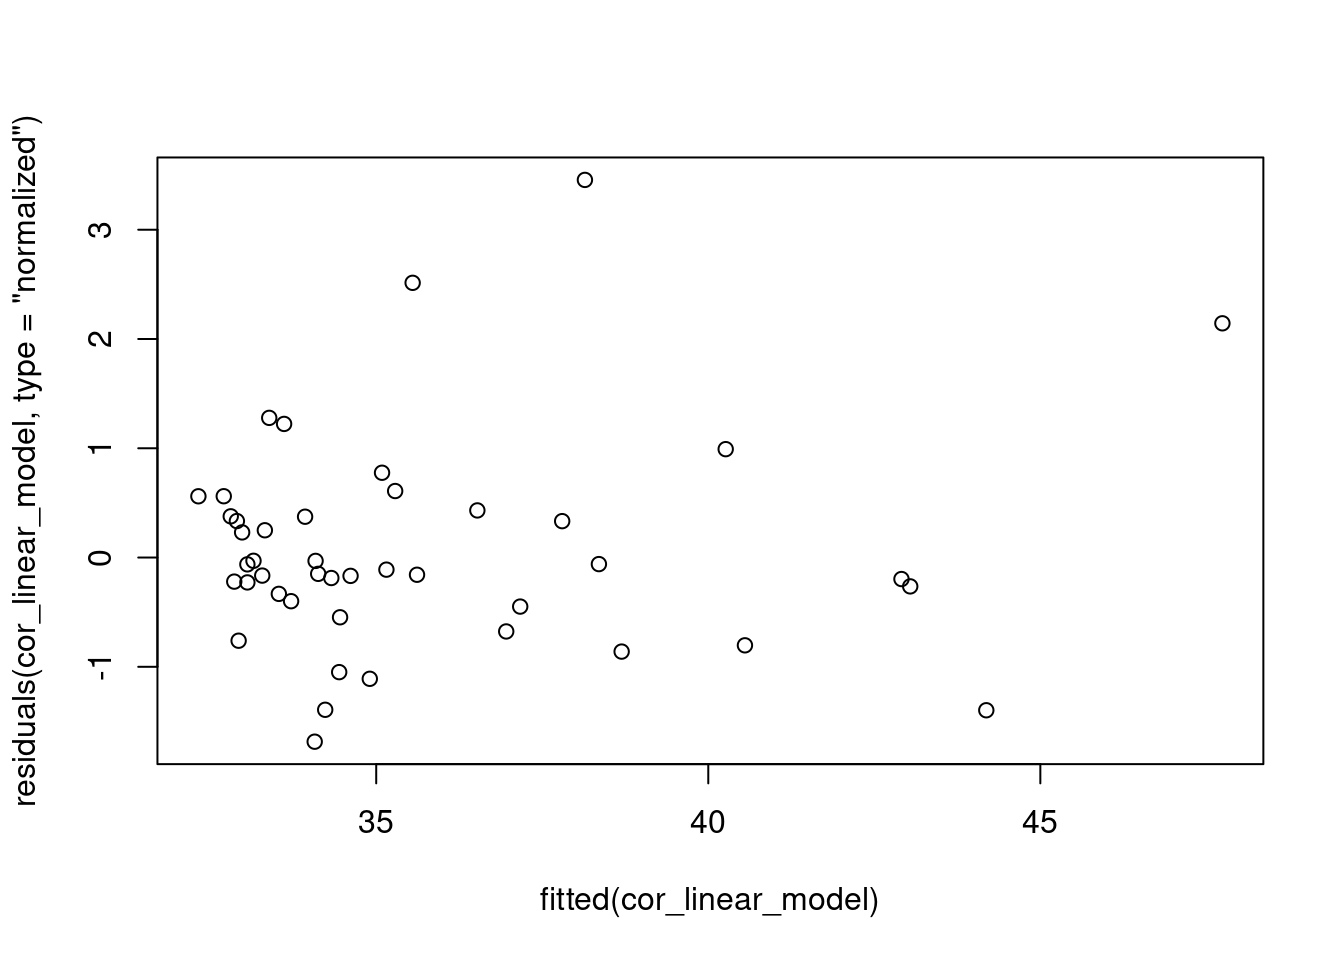 residuals(cor_linear_model, type = "normalized")
3
2
1
0
-1
35 40 45
fitted(cor_linear_model)